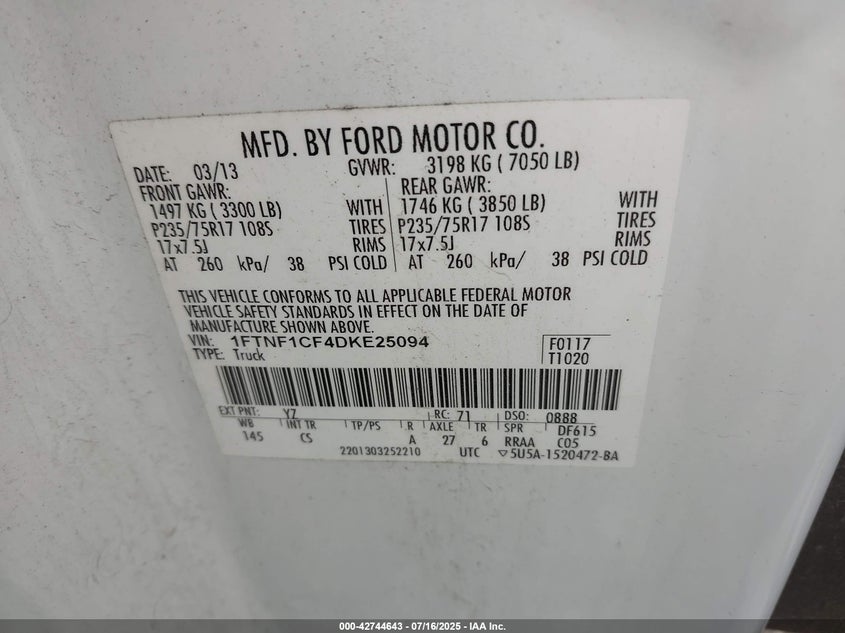 MFD. BY FORD MOTOR CO.
DATE: 03/13 GVWR: 3198 KG ( 7050 LB)
FRONT GAWR: REAR GAWR:
1497 KG ( 3300 LB) WITH 1746 KG ( 3850 LB) WITH
P235/75R17 108S TIRES P235/75R17 108S TIRES
17x7.5J RIMS 17x7.5J RIMS
AT 260 kPa/ 38 PSI COLD AT 260 kPa/ 38 PSI COLD
THIS VEHICLE CONFORMS TO ALL APPLICABLE FEDERAL MOTOR
VEHICLE SAFETY STANDARDS IN EFFECT ON THE DATE OF
MANUFACTURE SHOWN ABOVE.
VIN: 1FTNF1CF4DKE25094 F0117
TYPE: Truck T1020
EXT PNT: YZ RC: 71 DSO: 0888
WB INT TR TP/PS R AXLE TR SPR DF615
145 CS A 27 6 RRAA C05
2201303252210 UTC ▽5U5A-1520472-BA
000-42744643 / 07/16/2025 - IAA Inc.